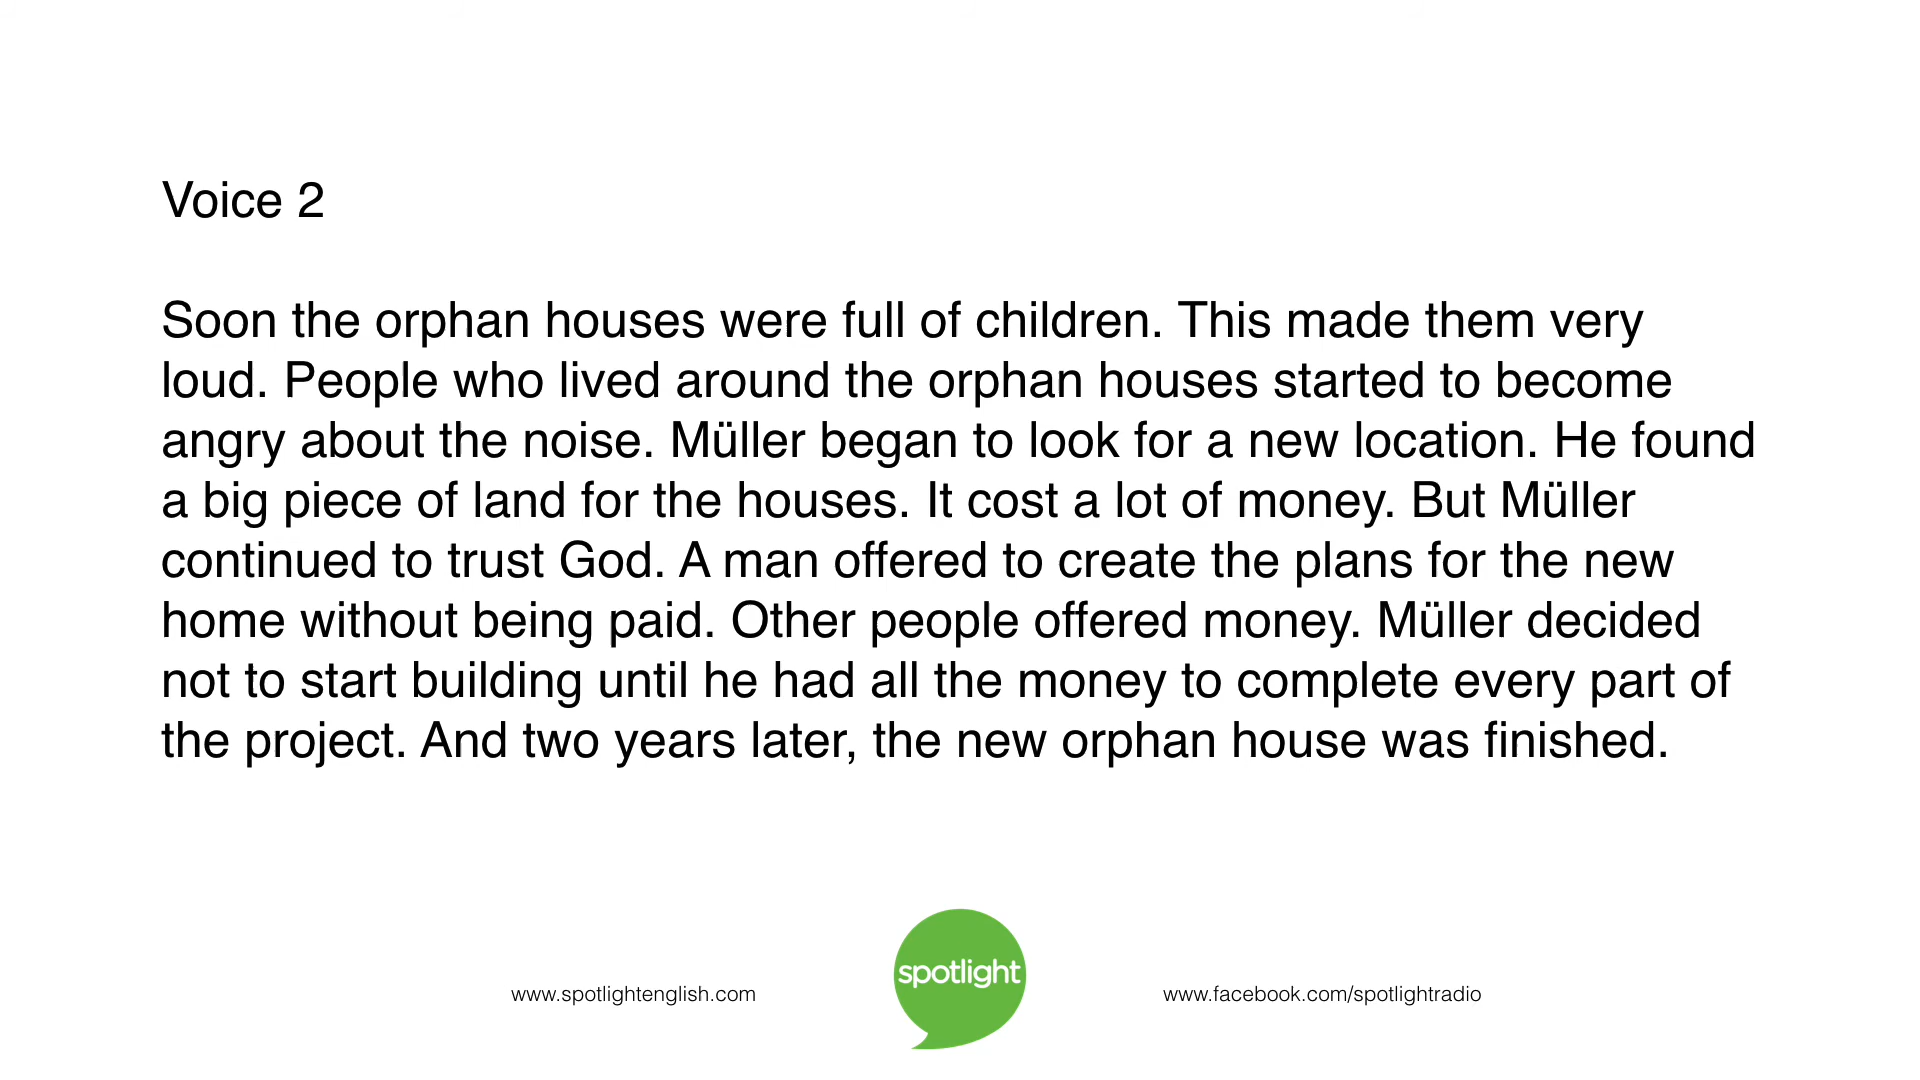 Voice 2
Soon the orphan houses were full of children. This made them very
loud. People who lived around the orphan houses started to become
angry about the noise. Müller began to look for a new location. He found
a big piece of land for the houses. It cost a lot of money. But Müller
continued to trust God. A man offered to create the plans for the new
home without being paid. Other people offered money. Müller decided
not to start building until he had all the money to complete every part of
the project. And two years later, the new orphan house was finished.
spotlight
www.spotlightenglish.com
www.facebook.com/spotlightradio